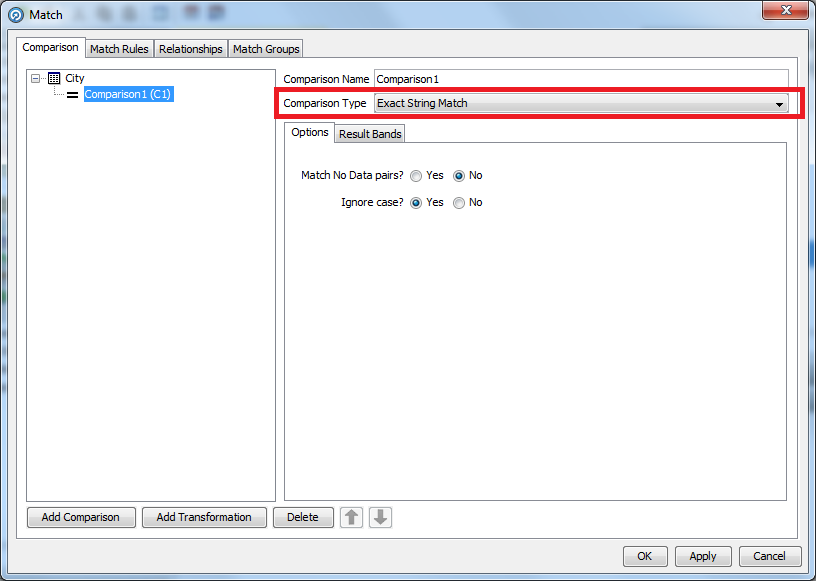 Match
Comparison Match Rules Relationships Match Groups
City
Comparison1 (C1)
Comparison Name Comparison1
Comparison Type Exact String Match
Options Result Bands
Match No Data pairs? Yes No
Ignore case? Yes No
Add Comparison Add Transformation Delete
OK Apply Cancel